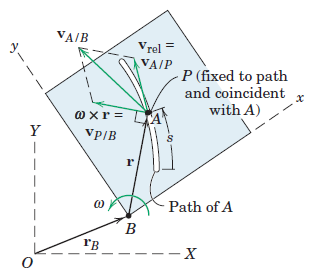 v_A/B
y
v_rel =
v_A/P
P (fixed to path
and coincident
with A)
x
ω × r =
v_P/B
A
Y
s
r
ω
Path of A
B
r_B
O
X